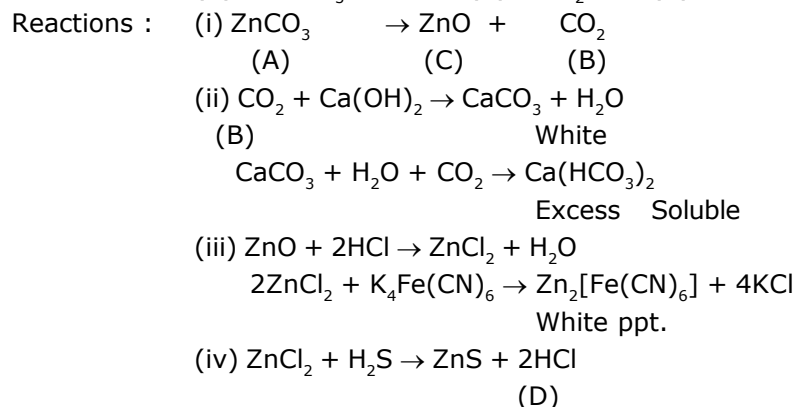 Reactions : (i) ZnCO₃ → ZnO + CO₂
(A) (C) (B)
(ii) CO₂ + Ca(OH)₂ → CaCO₃ + H₂O
(B) White
CaCO₃ + H₂O + CO₂ → Ca(HCO₃)₂
Excess Soluble
(iii) ZnO + 2HCl → ZnCl₂ + H₂O
2ZnCl₂ + K₄Fe(CN)₆ → Zn₂[Fe(CN)₆] + 4KCl
White ppt.
(iv) ZnCl₂ + H₂S → ZnS + 2HCl
(D)